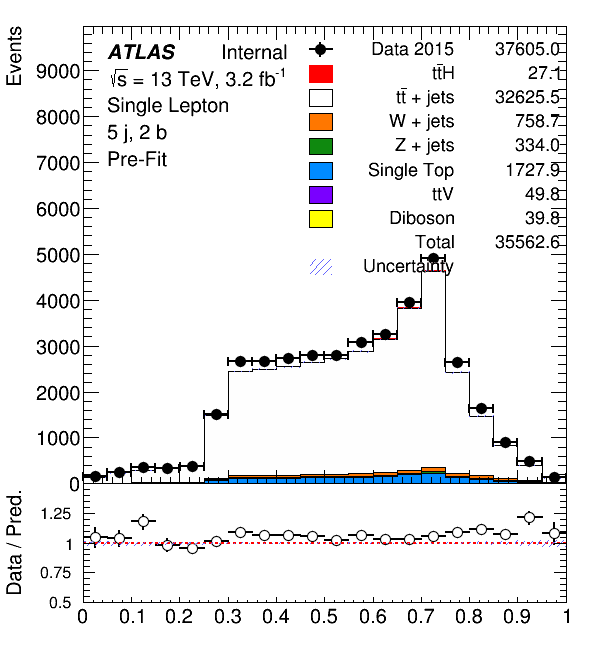 ATLAS Internal
√s = 13 TeV, 3.2 fb⁻¹
Single Lepton
5 j, 2 b
Pre-Fit
Data 2015 37605.0
tt̄H 27.1
tt̄ + jets 32625.5
W + jets 758.7
Z + jets 334.0
Single Top 1727.9
ttV 49.8
Diboson 39.8
Total 35562.6
Uncertainty
Events
9000
8000
7000
6000
5000
4000
3000
2000
1000
0
Data / Pred.
1.25
1
0.75
0.5
0 0.1 0.2 0.3 0.4 0.5 0.6 0.7 0.8 0.9 1